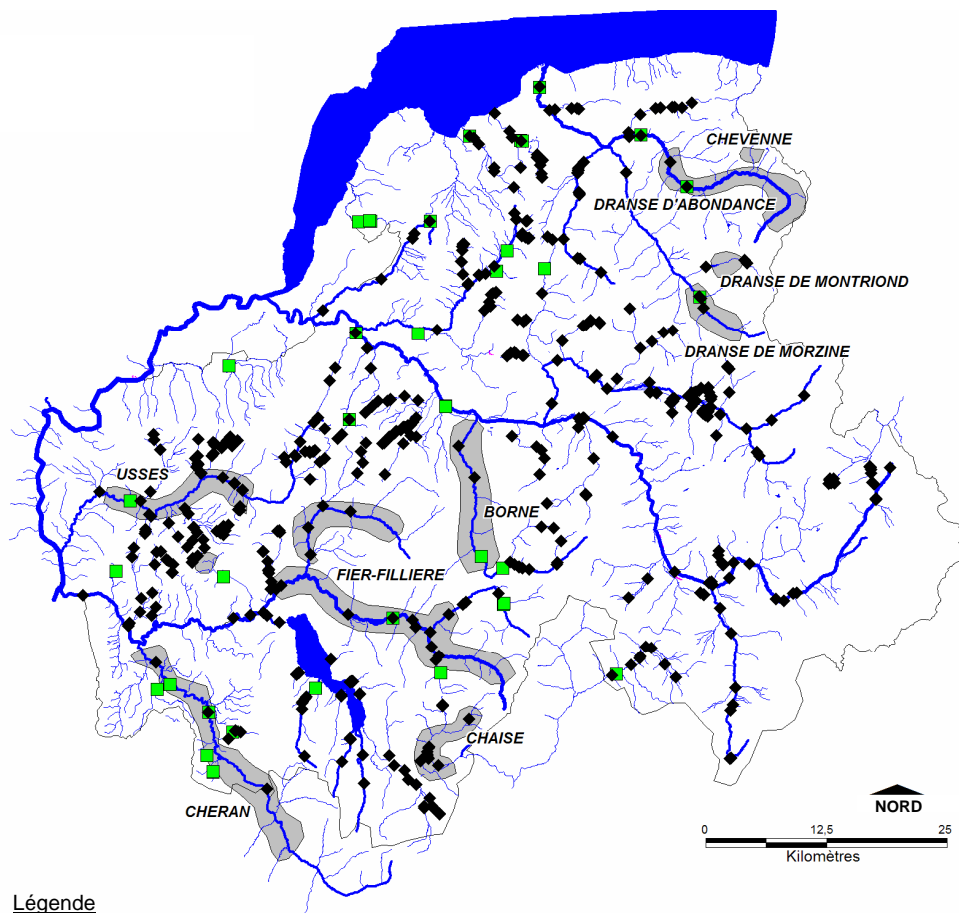 CHEVENNE
DRANSE D'ABONDANCE
DRANSE DE MONTRIOND
DRANSE DE MORZINE
USSES
BORNE
FIER-FILLIERE
CHAISE
CHERAN
NORD
0 12,5 25
Kilomètres
Légende